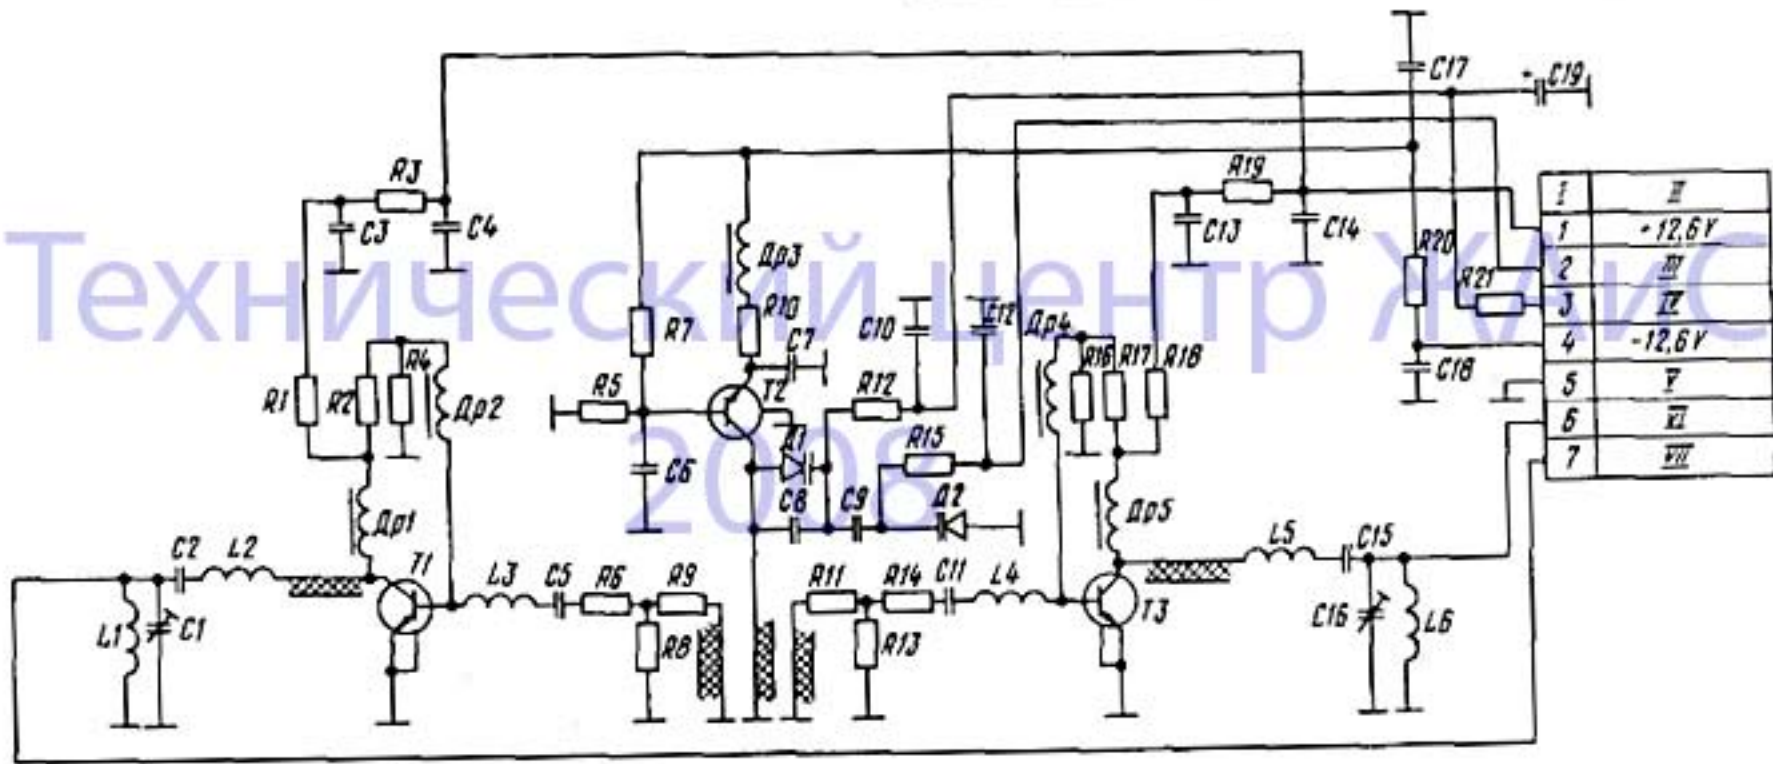 C17
C19
R3
R19
I II
C3
C4
C13
C14
1 +12,6 V
Др3
R20
2 III
R21
3 IV
Технический центр ЖАиС
R10
R7
C10
C12
Др4
4 -12,6 V
C7
R4
R16
R17
R18
C18
R1
R2
Др2
R5
T2
R12
5 V
6 VI
Д1
R15
7 VII
2008
C6
C8
C9
Д2
Др1
Др5
C2
L2
T1
L3
C5
R6
R9
R11
R14
C11
L4
T3
L5
C15
L1
C1
R8
R13
C16
L6